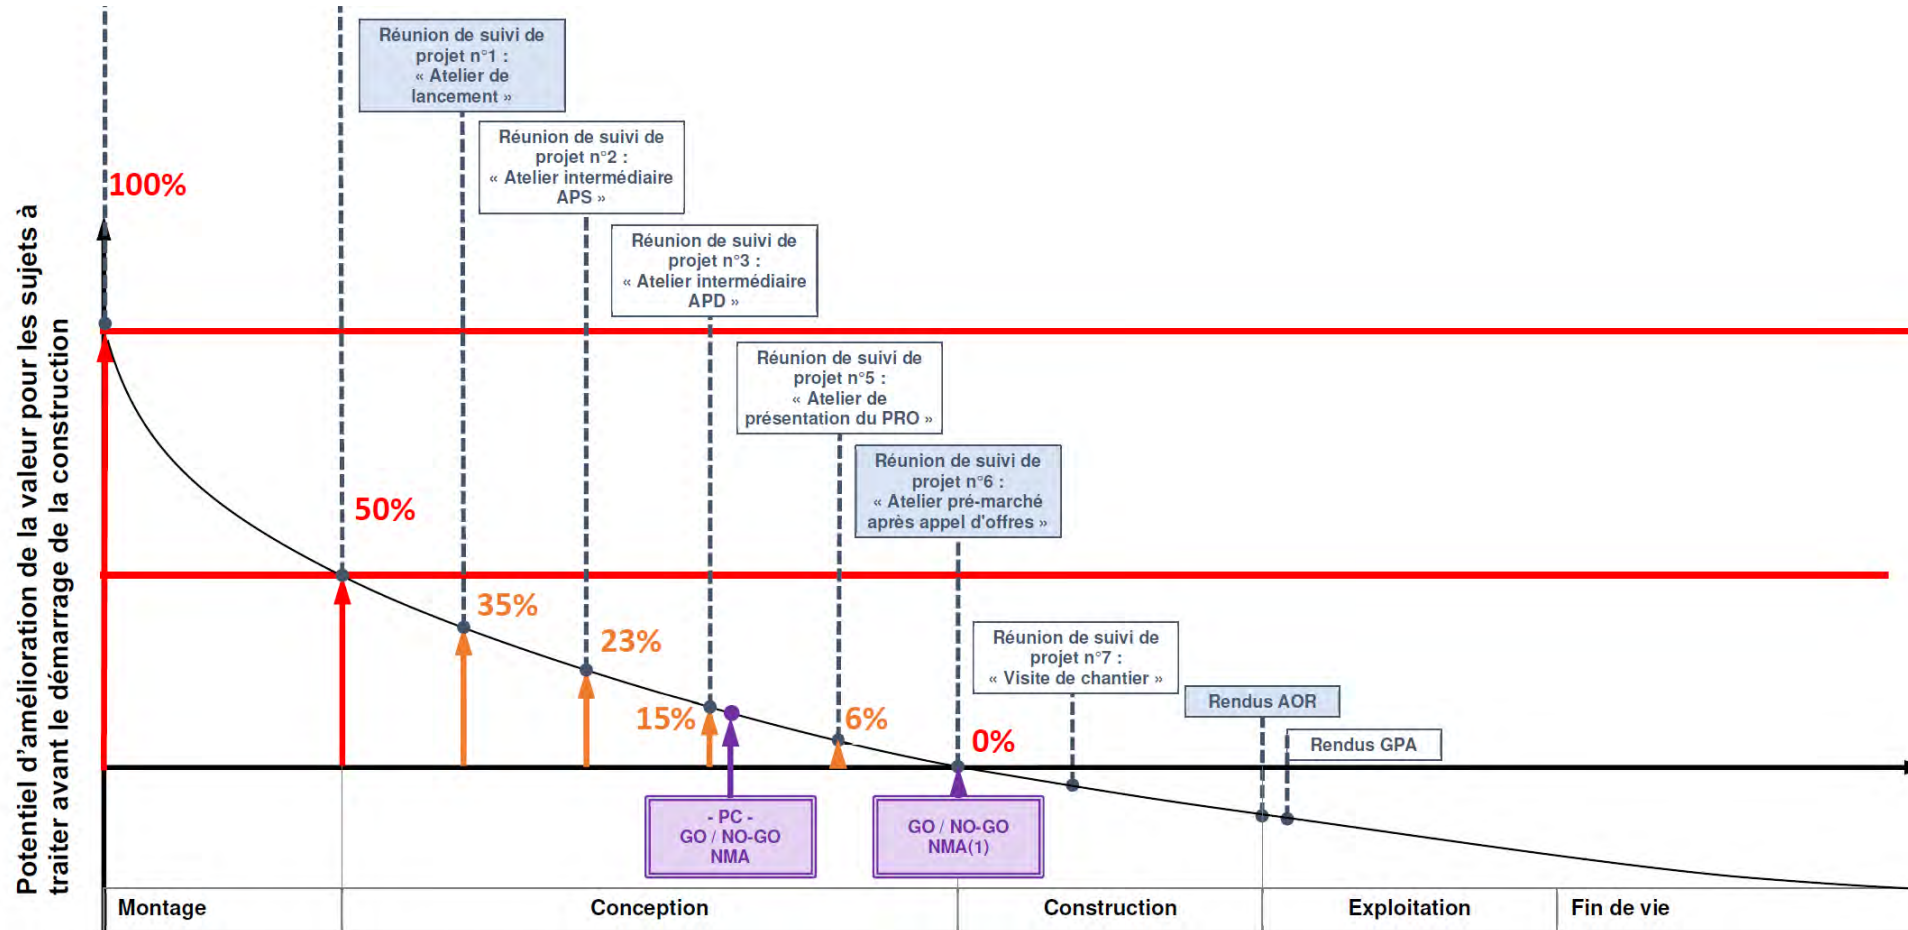 Potentiel d'amélioration de la valeur pour les sujets à
traiter avant le démarrage de la construction
100%
Réunion de suivi de
projet n°1 :
« Atelier de
lancement »
Réunion de suivi de
projet n°2 :
« Atelier intermédiaire
APS »
Réunion de suivi de
projet n°3 :
« Atelier intermédiaire
APD »
Réunion de suivi de
projet n°5 :
« Atelier de
présentation du PRO »
Réunion de suivi de
projet n°6 :
« Atelier pré-marché
après appel d'offres »
50%
35%
23%
15%
6%
0%
Réunion de suivi de
projet n°7 :
« Visite de chantier »
Rendus AOR
Rendus GPA
- PC -
GO / NO-GO
NMA
GO / NO-GO
NMA(1)
Montage
Conception
Construction
Exploitation
Fin de vie